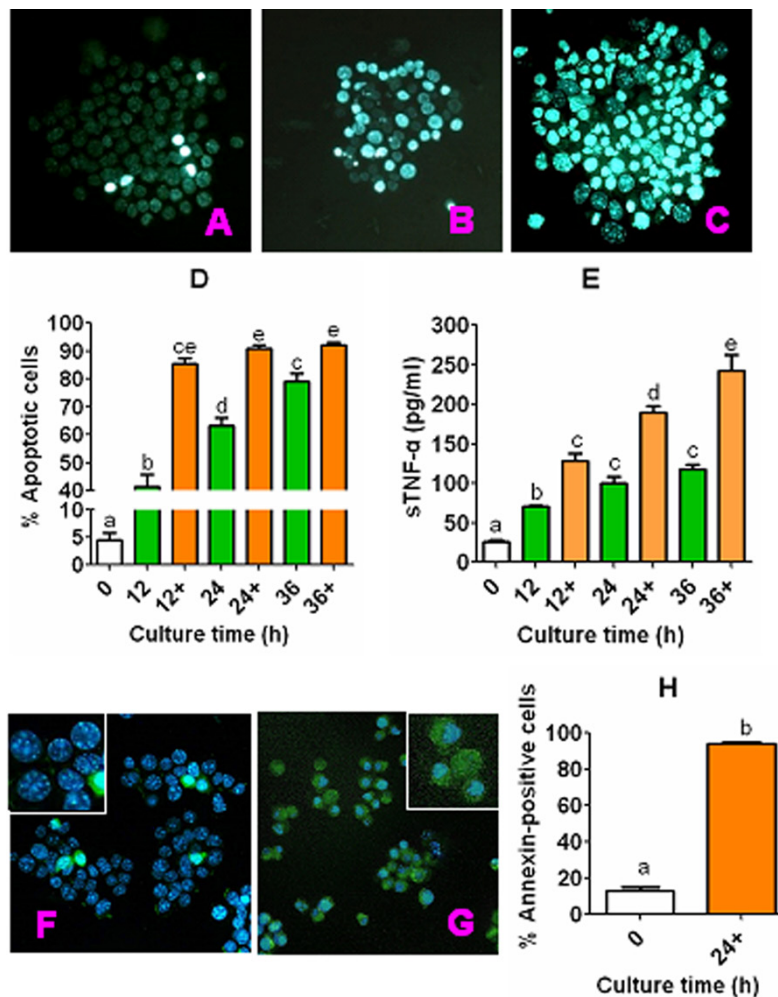 A
B
C
D
% Apoptotic cells
100
90
80
70
60
50
40
10
5
0
a
b
ce
d
e
c
e
0
12
12+
24
24+
36
36+
Culture time (h)
E
sTNF-α (pg/ml)
300
250
200
150
100
50
0
a
b
c
c
d
c
e
0
12
12+
24
24+
36
36+
Culture time (h)
F
G
H
% Annexin-positive cells
100
80
60
40
20
0
a
b
0
24+
Culture time (h)